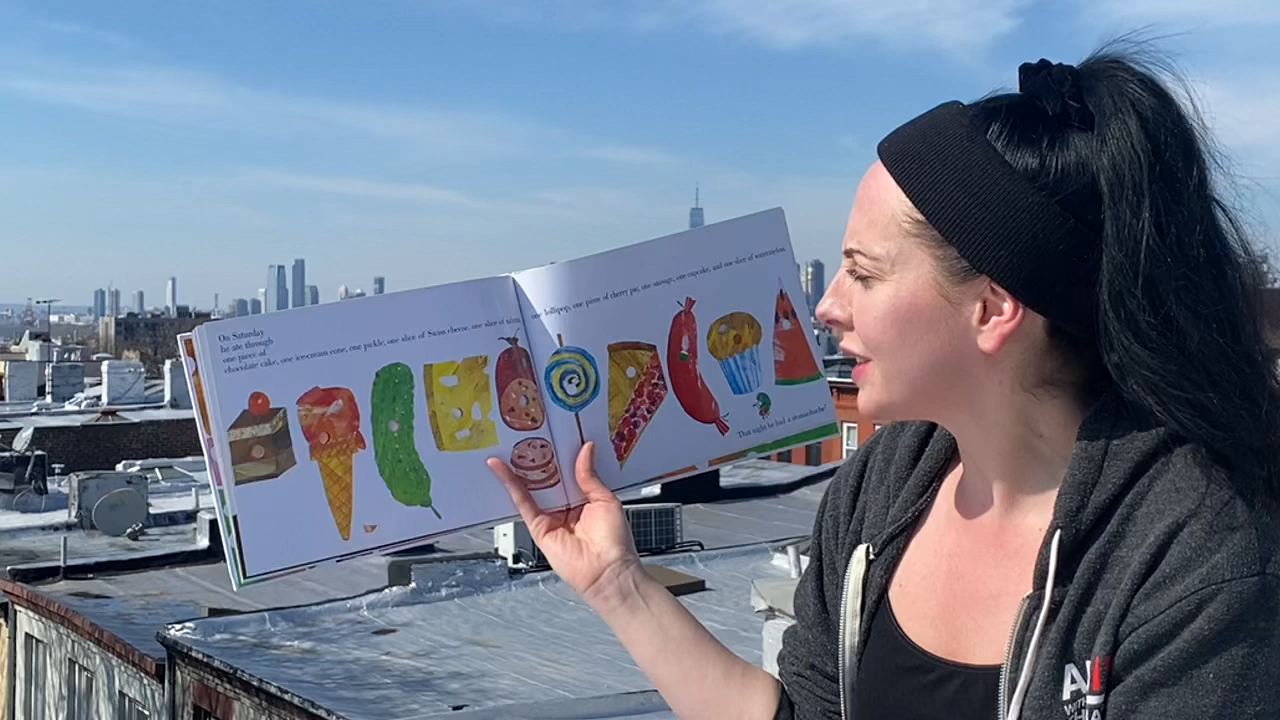 On Saturday
he ate through
one piece of
chocolate cake, one ice-cream cone, one pickle, one slice of Swiss cheese, one slice of salami,
one lollipop, one piece of cherry pie, one sausage, one cupcake, and one slice of watermelon.
That night he had a stomachache!